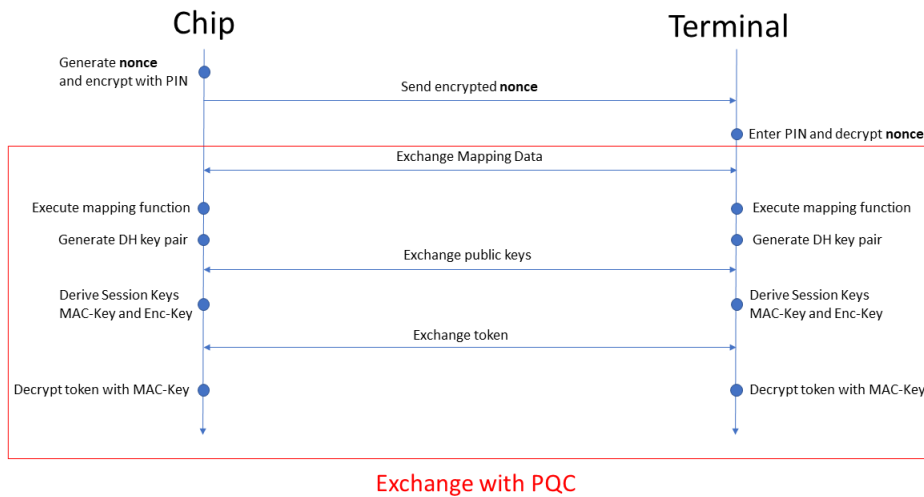 Chip
Terminal
Generate nonce
and encrypt with PIN
Send encrypted nonce
Enter PIN and decrypt nonce
Exchange Mapping Data
Execute mapping function
Execute mapping function
Generate DH key pair
Generate DH key pair
Exchange public keys
Derive Session Keys
MAC-Key and Enc-Key
Derive Session Keys
MAC-Key and Enc-Key
Exchange token
Decrypt token with MAC-Key
Decrypt token with MAC-Key
Exchange with PQC